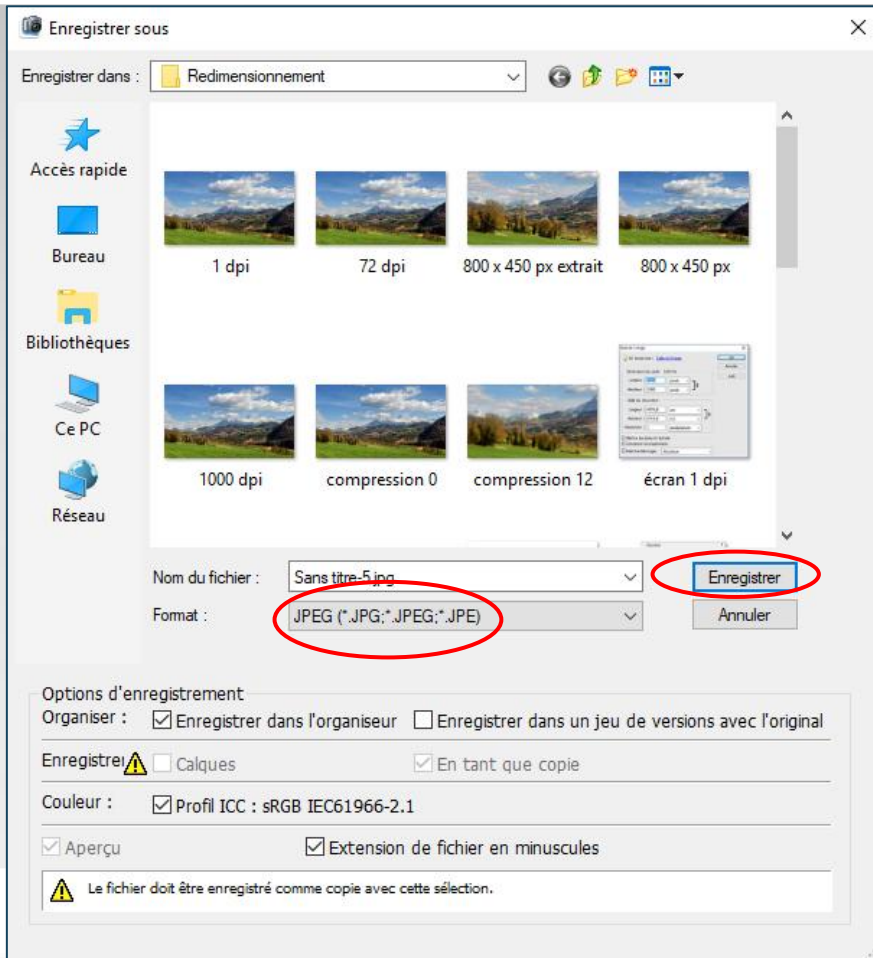 Enregistrer sous
Enregistrer dans : Redimensionnement
Accès rapide
Bureau
Bibliothèques
Ce PC
Réseau
1 dpi 72 dpi 800 x 450 px extrait 800 x 450 px
1000 dpi compression 0 compression 12 écran 1 dpi
Nom du fichier : Sans titre-5.jpg Enregistrer
Format : JPEG (*.JPG;*.JPEG;*.JPE) Annuler
Options d'enregistrement
Organiser : Enregistrer dans l'organiseur Enregistrer dans un jeu de versions avec l'original
Enregistrer Calques En tant que copie
Couleur : Profil ICC : sRGB IEC61966-2.1
Aperçu Extension de fichier en minuscules
Le fichier doit être enregistré comme copie avec cette sélection.